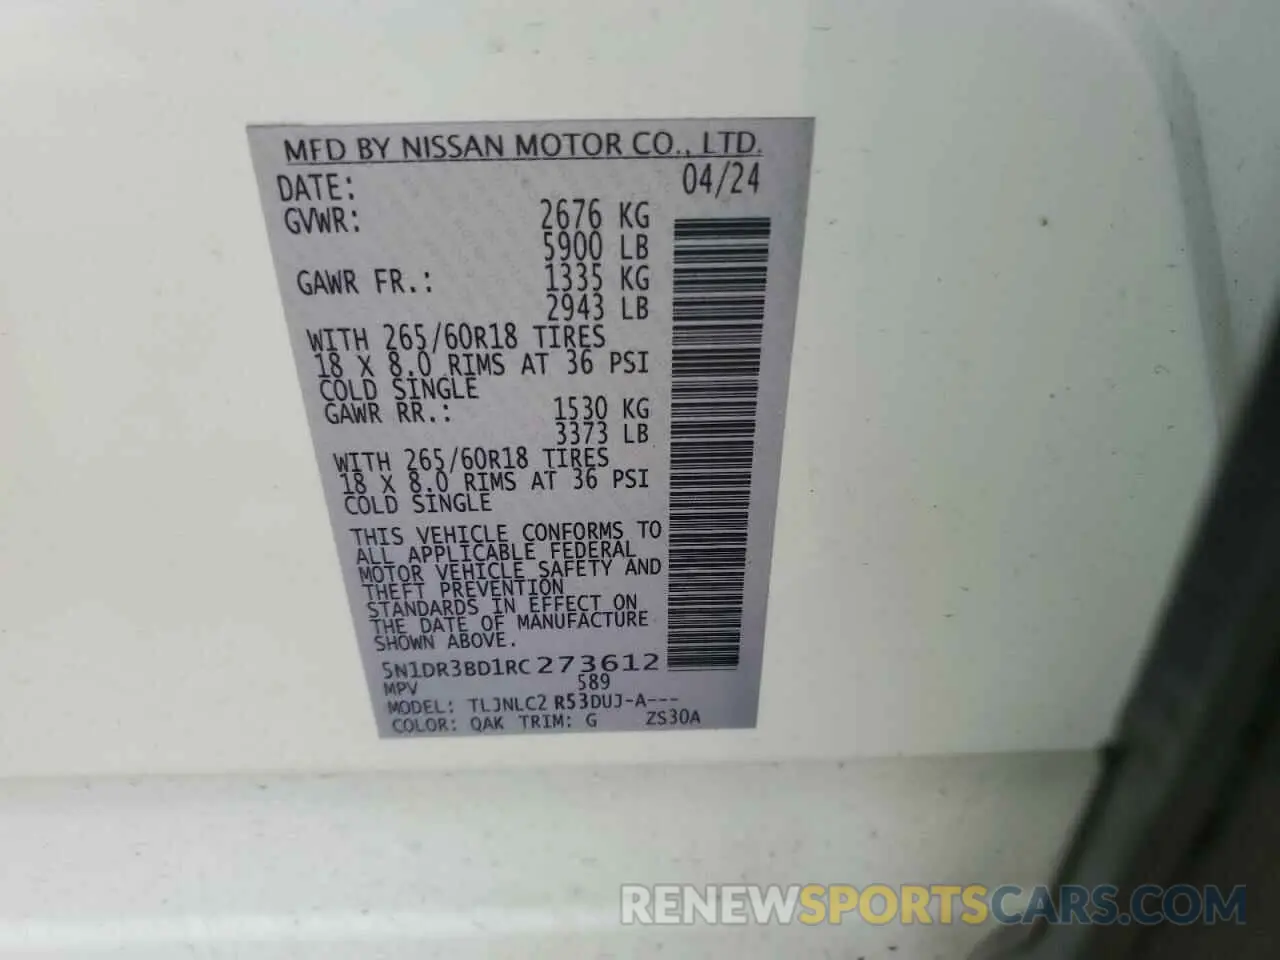 MFD BY NISSAN MOTOR CO., LTD.
DATE: 04/24
GVWR: 2676 KG
5900 LB
GAWR FR.: 1335 KG
2943 LB
WITH 265/60R18 TIRES
18 X 8.0 RIMS AT 36 PSI
COLD SINGLE
GAWR RR.: 1530 KG
3373 LB
WITH 265/60R18 TIRES
18 X 8.0 RIMS AT 36 PSI
COLD SINGLE
THIS VEHICLE CONFORMS TO
ALL APPLICABLE FEDERAL
MOTOR VEHICLE SAFETY AND
THEFT PREVENTION
STANDARDS IN EFFECT ON
THE DATE OF MANUFACTURE
SHOWN ABOVE.
5N1DR3BD1RC273612
MPV 589
MODEL: TLJNLC2 R53DUJ-A---
COLOR: QAK TRIM: G ZS30A
RENEWSPORTSCARS.COM